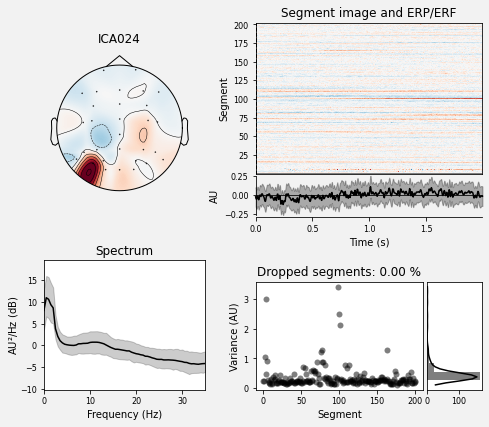 ICA024
Segment image and ERP/ERF
Segment
200
175
150
125
100
75
50
25
AU
0.25
0.00
−0.25
0.0 0.5 1.0 1.5
Time (s)
Spectrum
AU²/Hz (dB)
15
10
5
0
−5
−10
0 10 20 30
Frequency (Hz)
Dropped segments: 0.00 %
Variance (AU)
3
2
1
0
0 50 100 150 200
Segment
0 100